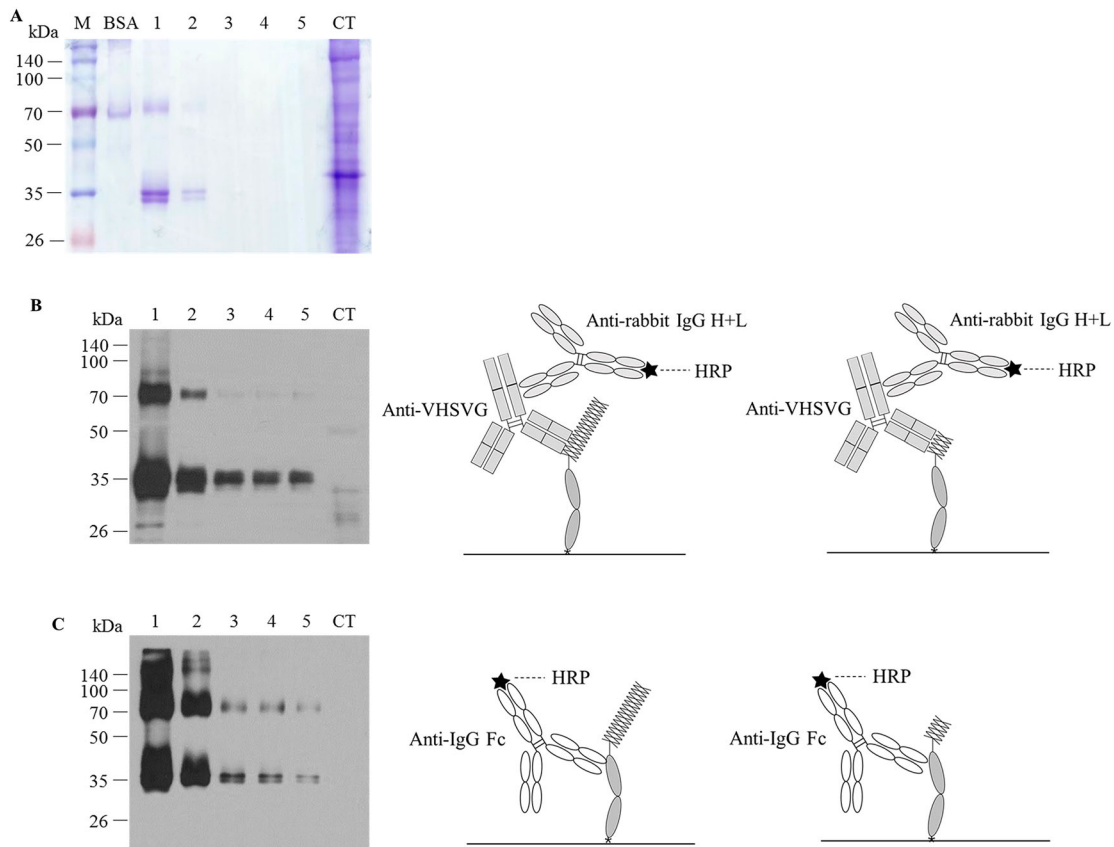 A
M BSA 1 2 3 4 5 CT
kDa
140
100
70
50
35
26
B
1 2 3 4 5 CT
kDa
140
100
70
50
35
26
Anti-rabbit IgG H+L
HRP
Anti-VHSVG
Anti-rabbit IgG H+L
HRP
Anti-VHSVG
C
1 2 3 4 5 CT
kDa
140
100
70
50
35
26
HRP
Anti-IgG Fc
HRP
Anti-IgG Fc